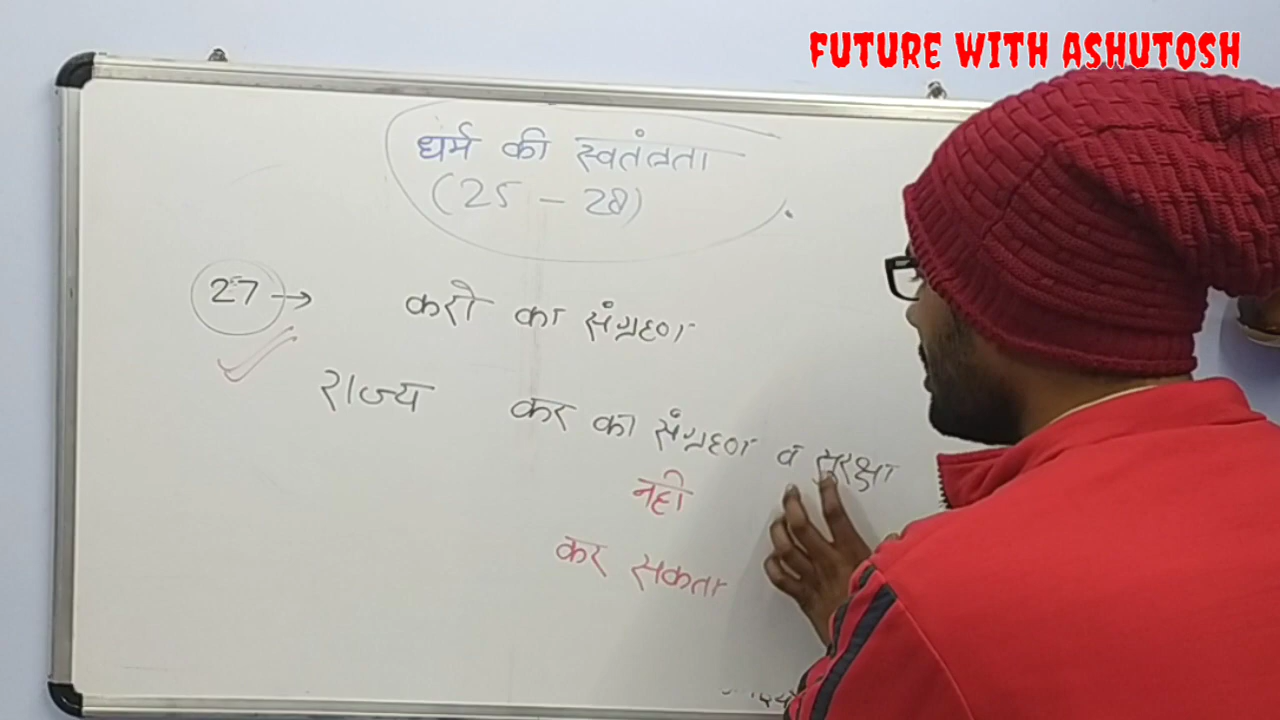 FUTURE WITH ASHUTOSH
धर्म की स्वतंत्रता
(25 - 28)
27 → करो का संग्रहण
राज्य कर का संग्रहण व सुरक्षा
नही
कर सकता